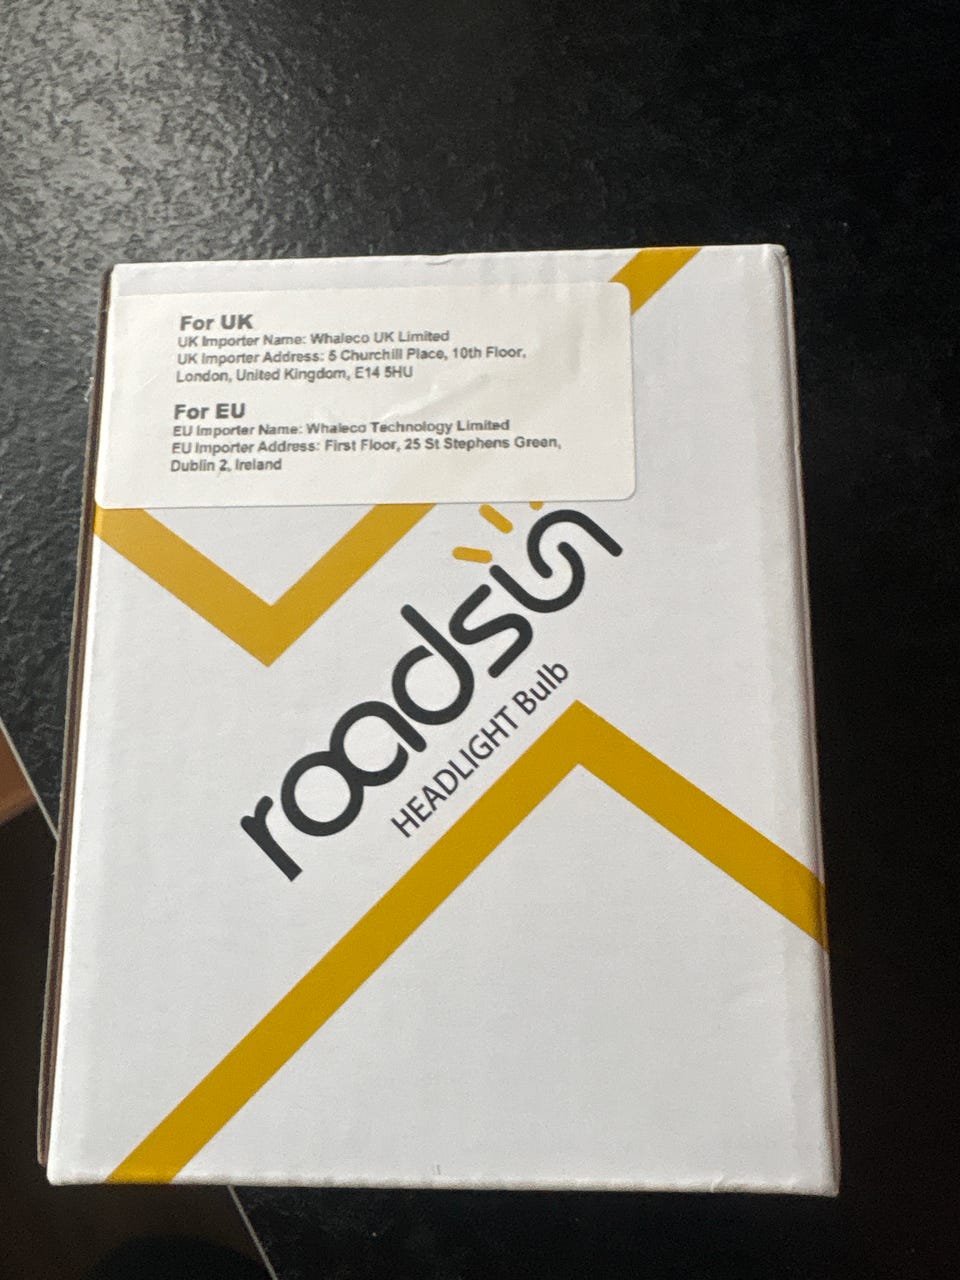 For UK
UK Importer Name: Whaleco UK Limited
UK Importer Address: 5 Churchill Place, 10th Floor,
London, United Kingdom, E14 5HU
For EU
EU Importer Name: Whaleco Technology Limited
EU Importer Address: First Floor, 25 St Stephens Green,
Dublin 2, Ireland
roadsun
HEADLIGHT Bulb